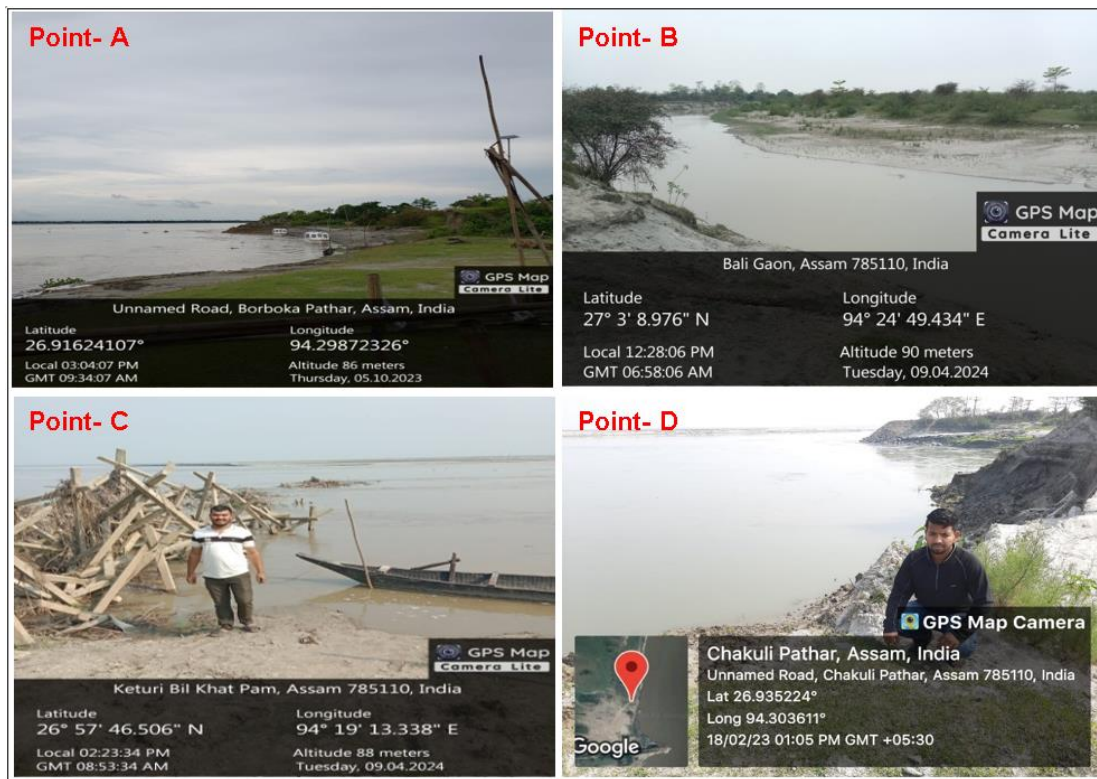 Point- A
GPS Map
Camera Lite
Unnamed Road, Borboka Pathar, Assam, India
Latitude
26.91624107°
Longitude
94.29872326°
Local 03:04:07 PM
GMT 09:34:07 AM
Altitude 86 meters
Thursday, 05.10.2023
Point- B
GPS Map
Camera Lite
Bali Gaon, Assam 785110, India
Latitude
27° 3' 8.976" N
Longitude
94° 24' 49.434" E
Local 12:28:06 PM
GMT 06:58:06 AM
Altitude 90 meters
Tuesday, 09.04.2024
Point- C
GPS Map
Camera Lite
Keturi Bil Khat Pam, Assam 785110, India
Latitude
26° 57' 46.506" N
Longitude
94° 19' 13.338" E
Local 02:23:34 PM
GMT 08:53:34 AM
Altitude 88 meters
Tuesday, 09.04.2024
Point- D
GPS Map Camera
Google
Chakuli Pathar, Assam, India
Unnamed Road, Chakuli Pathar, Assam 785110, India
Lat 26.935224°
Long 94.303611°
18/02/23 01:05 PM GMT +05:30